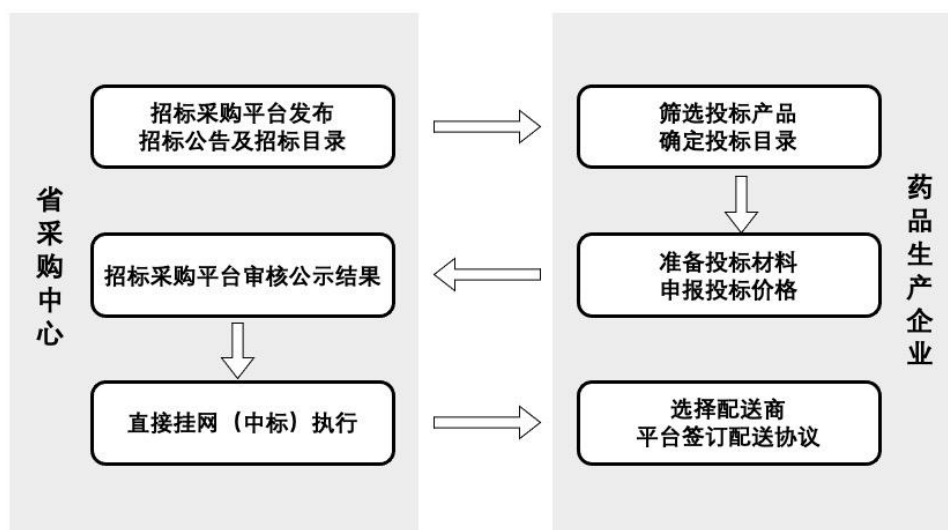 省采购中心
招标采购平台发布
招标公告及招标目录
筛选投标产品
确定投标目录
药品生产企业
招标采购平台审核公示结果
准备投标材料
申报投标价格
直接挂网（中标）执行
选择配送商
平台签订配送协议